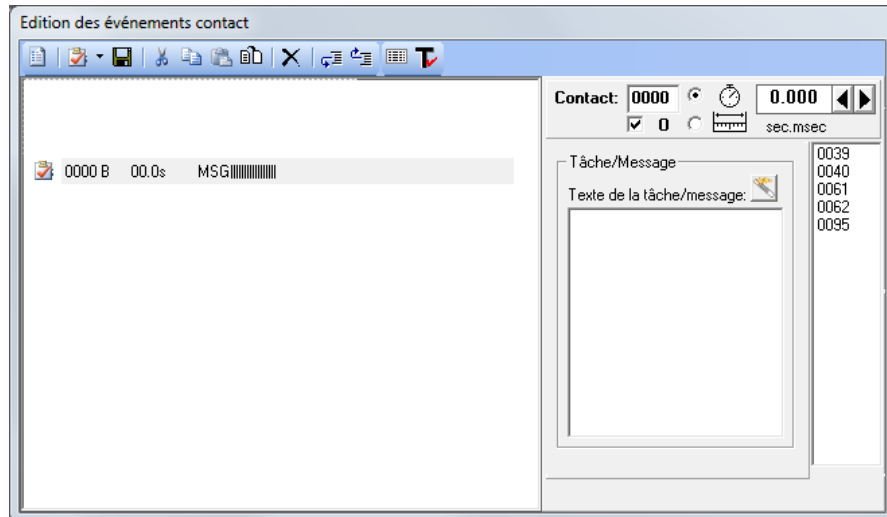 Edition des événements contact
Contact: 0000 0.000
0 sec.msec
0000 B 00.0s MSG||||||||||||||||
Tâche/Message
Texte de la tâche/message:
0039
0040
0061
0062
0095